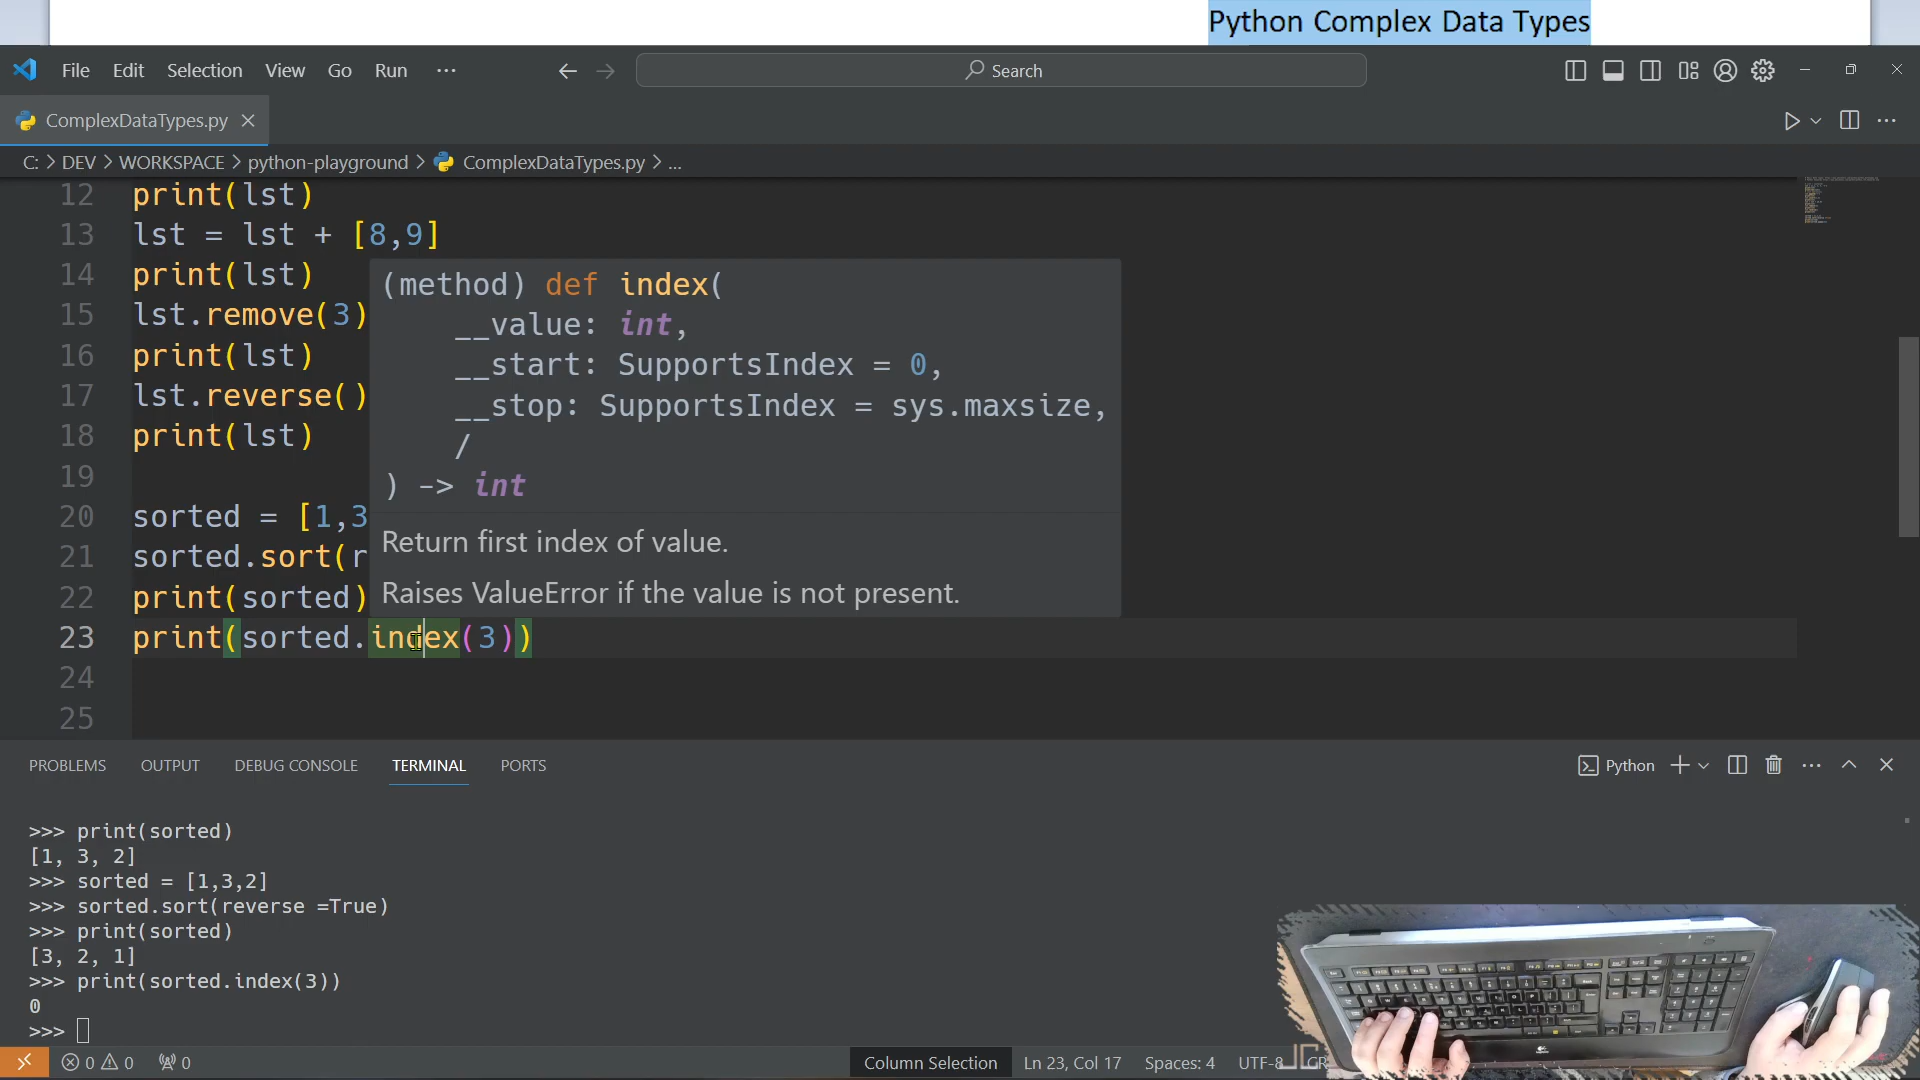 Python Complex Data Types
File Edit Selection View Go Run ...
Search
ComplexDataTypes.py
C: > DEV > WORKSPACE > python-playground > ComplexDataTypes.py > ...
12 print(lst)
13 lst = lst + [8,9]
14 print(lst)
15 lst.remove(3)
16 print(lst)
17 lst.reverse()
18 print(lst)
19
20 sorted = [1,3
21 sorted.sort(r
22 print(sorted)
23 print(sorted.index(3))
24
25
(method) def index(
__value: int,
__start: SupportsIndex = 0,
__stop: SupportsIndex = sys.maxsize,
/
) -> int
Return first index of value.
Raises ValueError if the value is not present.
PROBLEMS OUTPUT DEBUG CONSOLE TERMINAL PORTS
Python
>>> print(sorted)
[1, 3, 2]
>>> sorted = [1,3,2]
>>> sorted.sort(reverse =True)
>>> print(sorted)
[3, 2, 1]
>>> print(sorted.index(3))
0
>>>
0 0 0 Column Selection Ln 23, Col 17 Spaces: 4 UTF-8